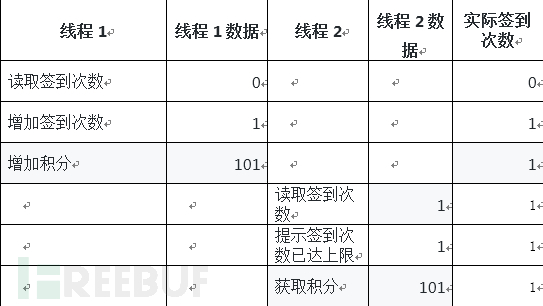 线程 1 线程 1 数据 线程 2 线程 2 数据 实际签到次数
读取签到次数 0 0
增加签到次数 1 1
增加积分 101 1
读取签到次数 1 1
提示签到次数已达上限 1 1
获取积分 101 1
FREEBUF